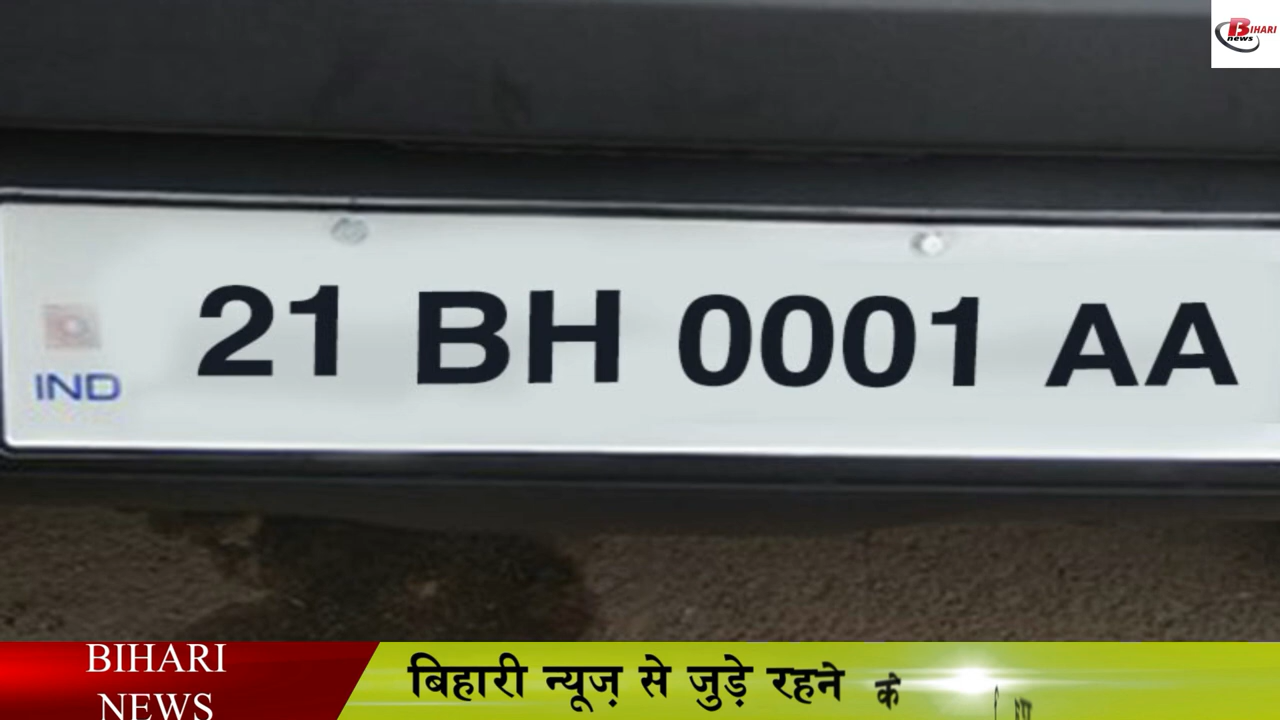 BIHARI
news
21 BH 0001 AA
IND
BIHARI
NEWS
बिहारी न्यूज़ से जुड़े रहने के